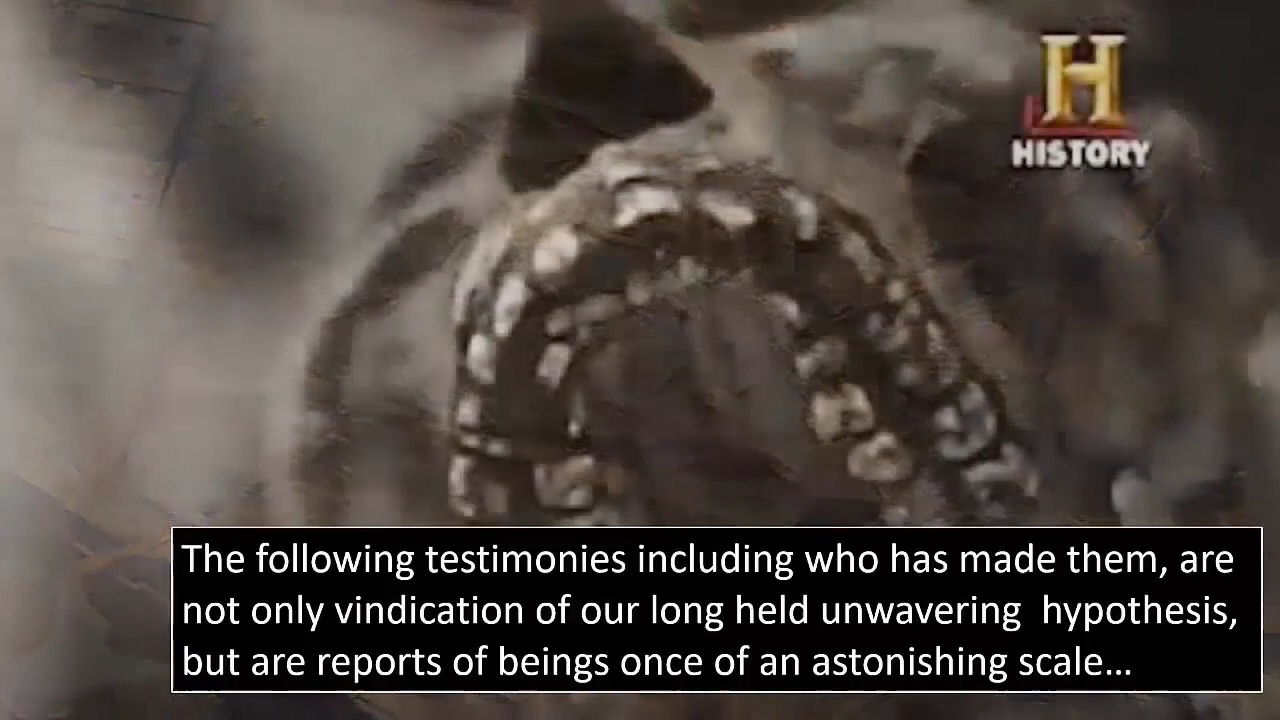 H
HISTORY
The following testimonies including who has made them, are
not only vindication of our long held unwavering  hypothesis,
but are reports of beings once of an astonishing scale…